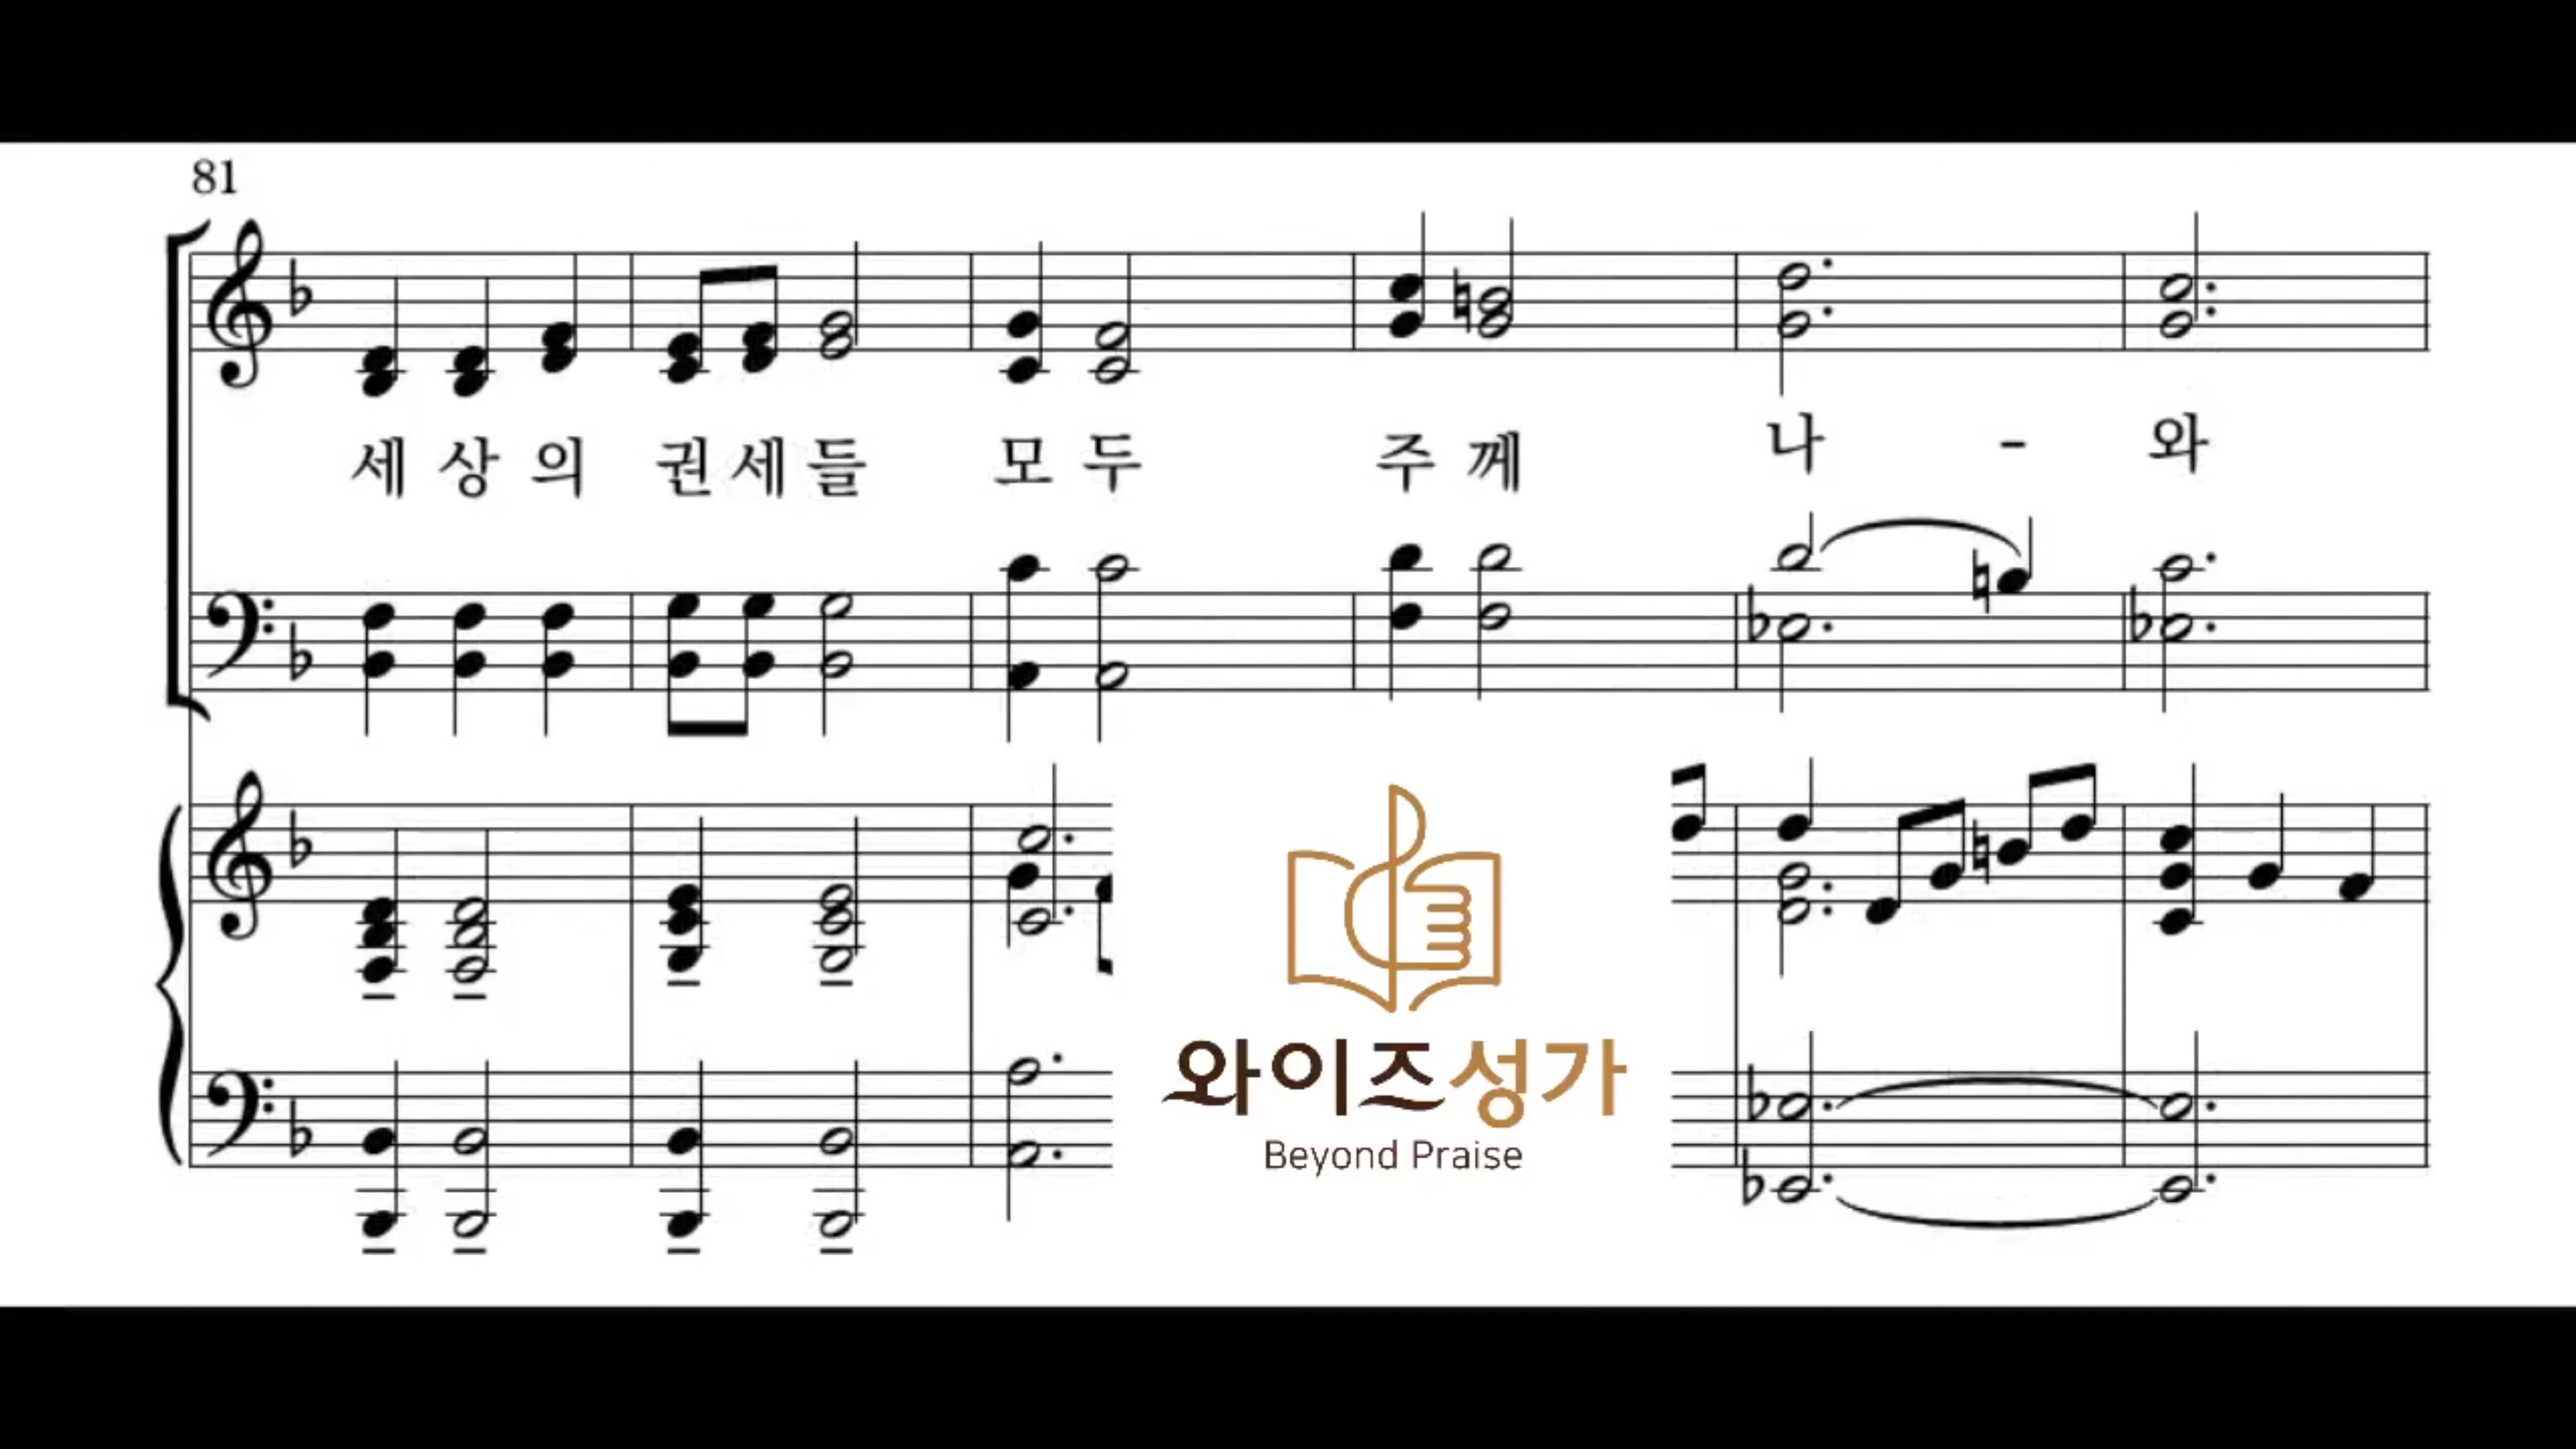 81
세 상 의 권 세 들 모 두 주 께 나 - 와
와이즈성가
Beyond Praise